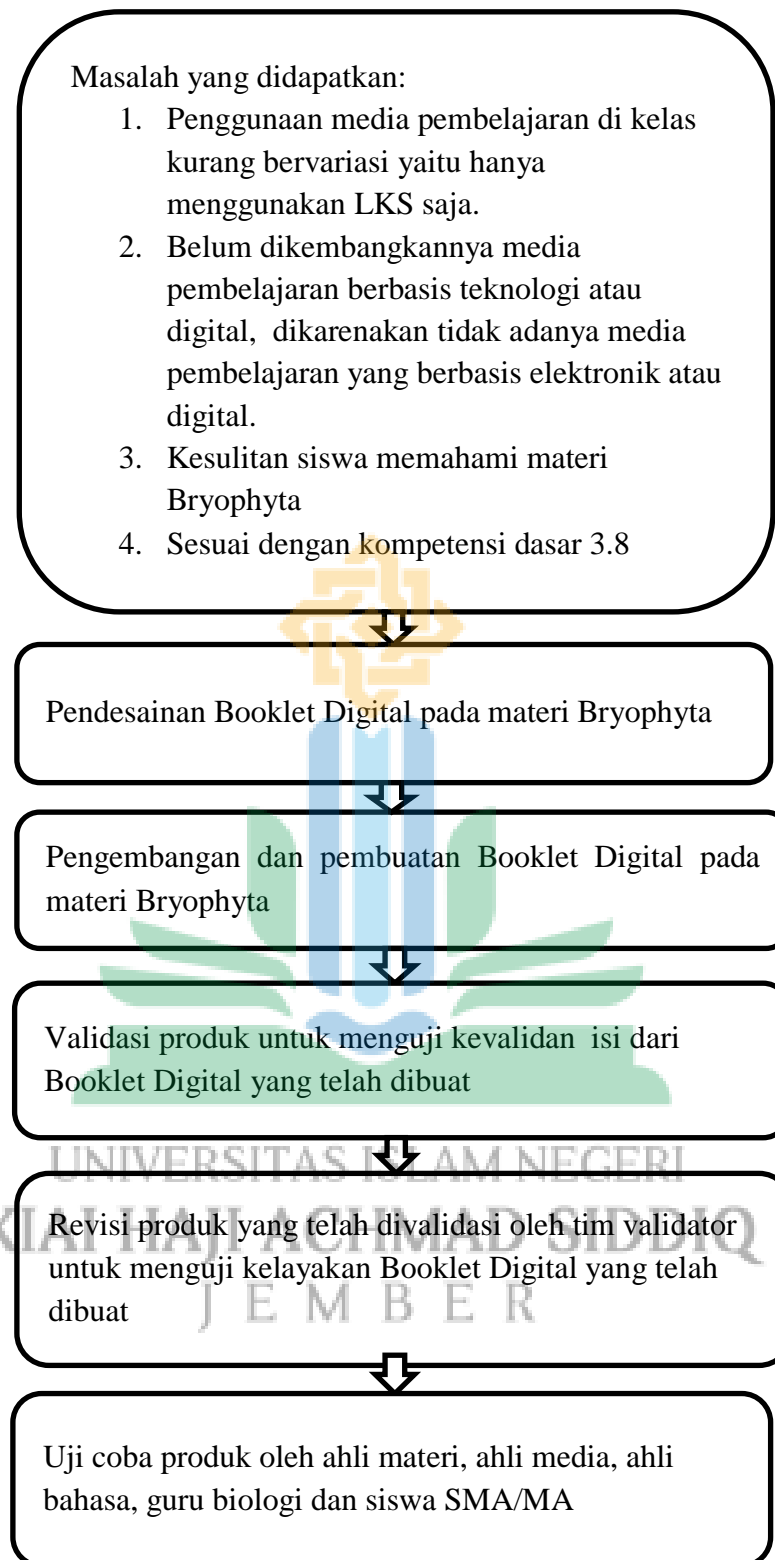 Masalah yang didapatkan:
1. Penggunaan media pembelajaran di kelas
kurang bervariasi yaitu hanya
menggunakan LKS saja.
2. Belum dikembangkannya media
pembelajaran berbasis teknologi atau
digital, dikarenakan tidak adanya media
pembelajaran yang berbasis elektronik atau
digital.
3. Kesulitan siswa memahami materi
Bryophyta
4. Sesuai dengan kompetensi dasar 3.8
Pendesainan Booklet Digital pada materi Bryophyta
Pengembangan dan pembuatan Booklet Digital pada
materi Bryophyta
Validasi produk untuk menguji kevalidan isi dari
Booklet Digital yang telah dibuat
UNIVERSITAS ISLAM NEGERI
KIAI HAJI ACHMAD SIDDIQ
JEMBER
Revisi produk yang telah divalidasi oleh tim validator
untuk menguji kelayakan Booklet Digital yang telah
dibuat
Uji coba produk oleh ahli materi, ahli media, ahli
bahasa, guru biologi dan siswa SMA/MA